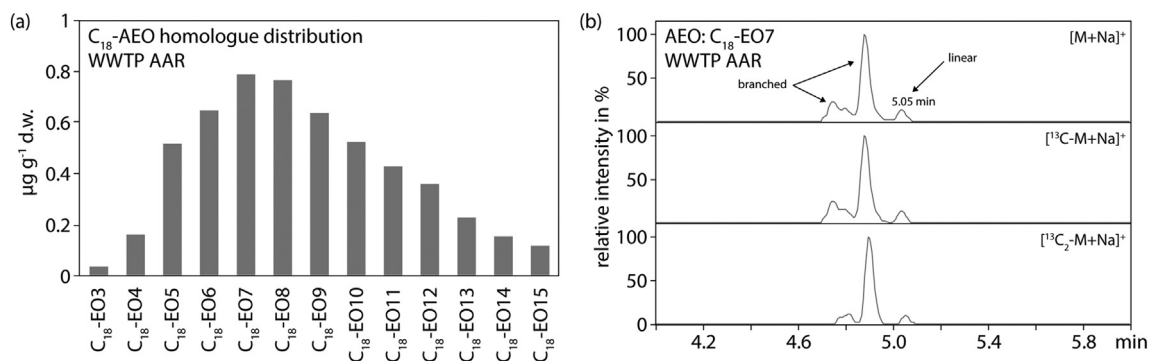 (a)
C₁₈-AEO homologue distribution
WWTP AAR
µg g⁻¹ d.w.
1
0.8
0.6
0.4
0.2
0
C₁₈-EO3
C₁₈-EO4
C₁₈-EO5
C₁₈-EO6
C₁₈-EO7
C₁₈-EO8
C₁₈-EO9
C₁₈-EO10
C₁₈-EO11
C₁₈-EO12
C₁₈-EO13
C₁₈-EO14
C₁₈-EO15
(b)
AEO: C₁₈-EO7
WWTP AAR
[M+Na]⁺
branched
linear
5.05 min
relative intensity in %
100
50
[¹³C-M+Na]⁺
100
50
[¹³C₂-M+Na]⁺
100
50
0
4.2 4.6 5.0 5.4 5.8 min